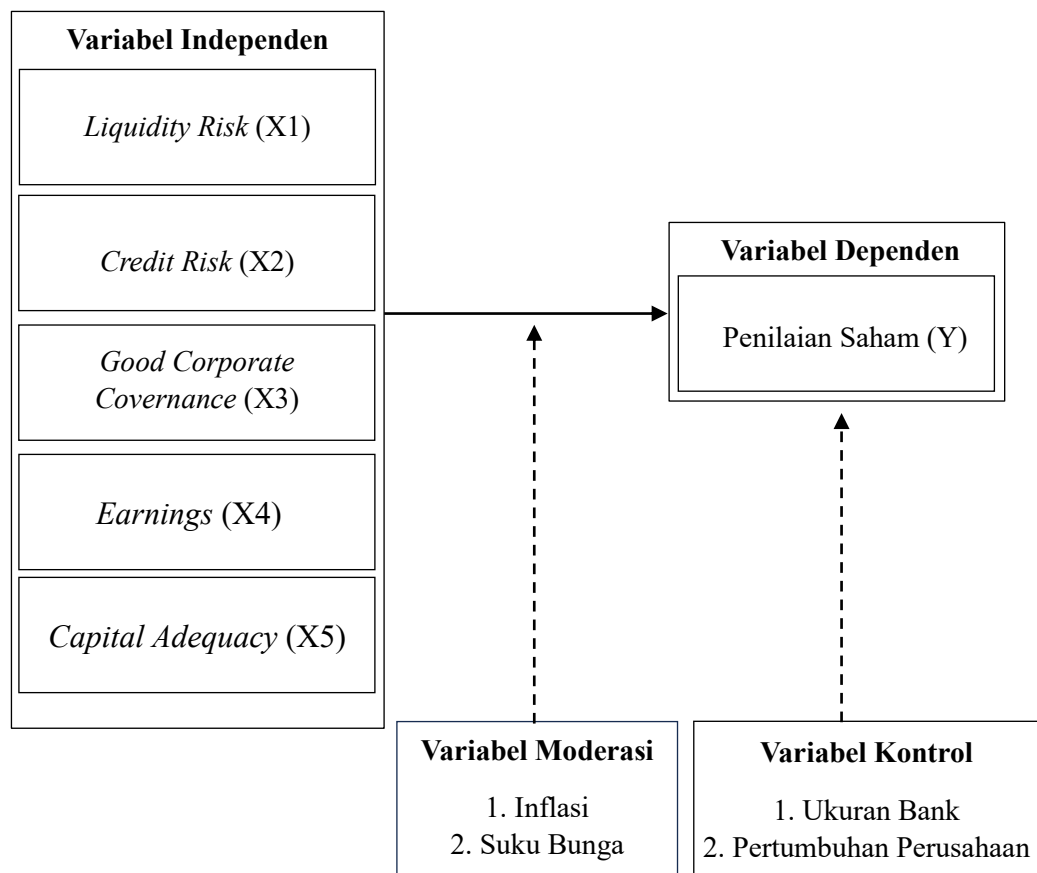 Variabel Independen
Liquidity Risk (X1)
Credit Risk (X2)
Good Corporate
Covernance (X3)
Earnings (X4)
Capital Adequacy (X5)
Variabel Dependen
Penilaian Saham (Y)
Variabel Moderasi
1. Inflasi
2. Suku Bunga
Variabel Kontrol
1. Ukuran Bank
2. Pertumbuhan Perusahaan